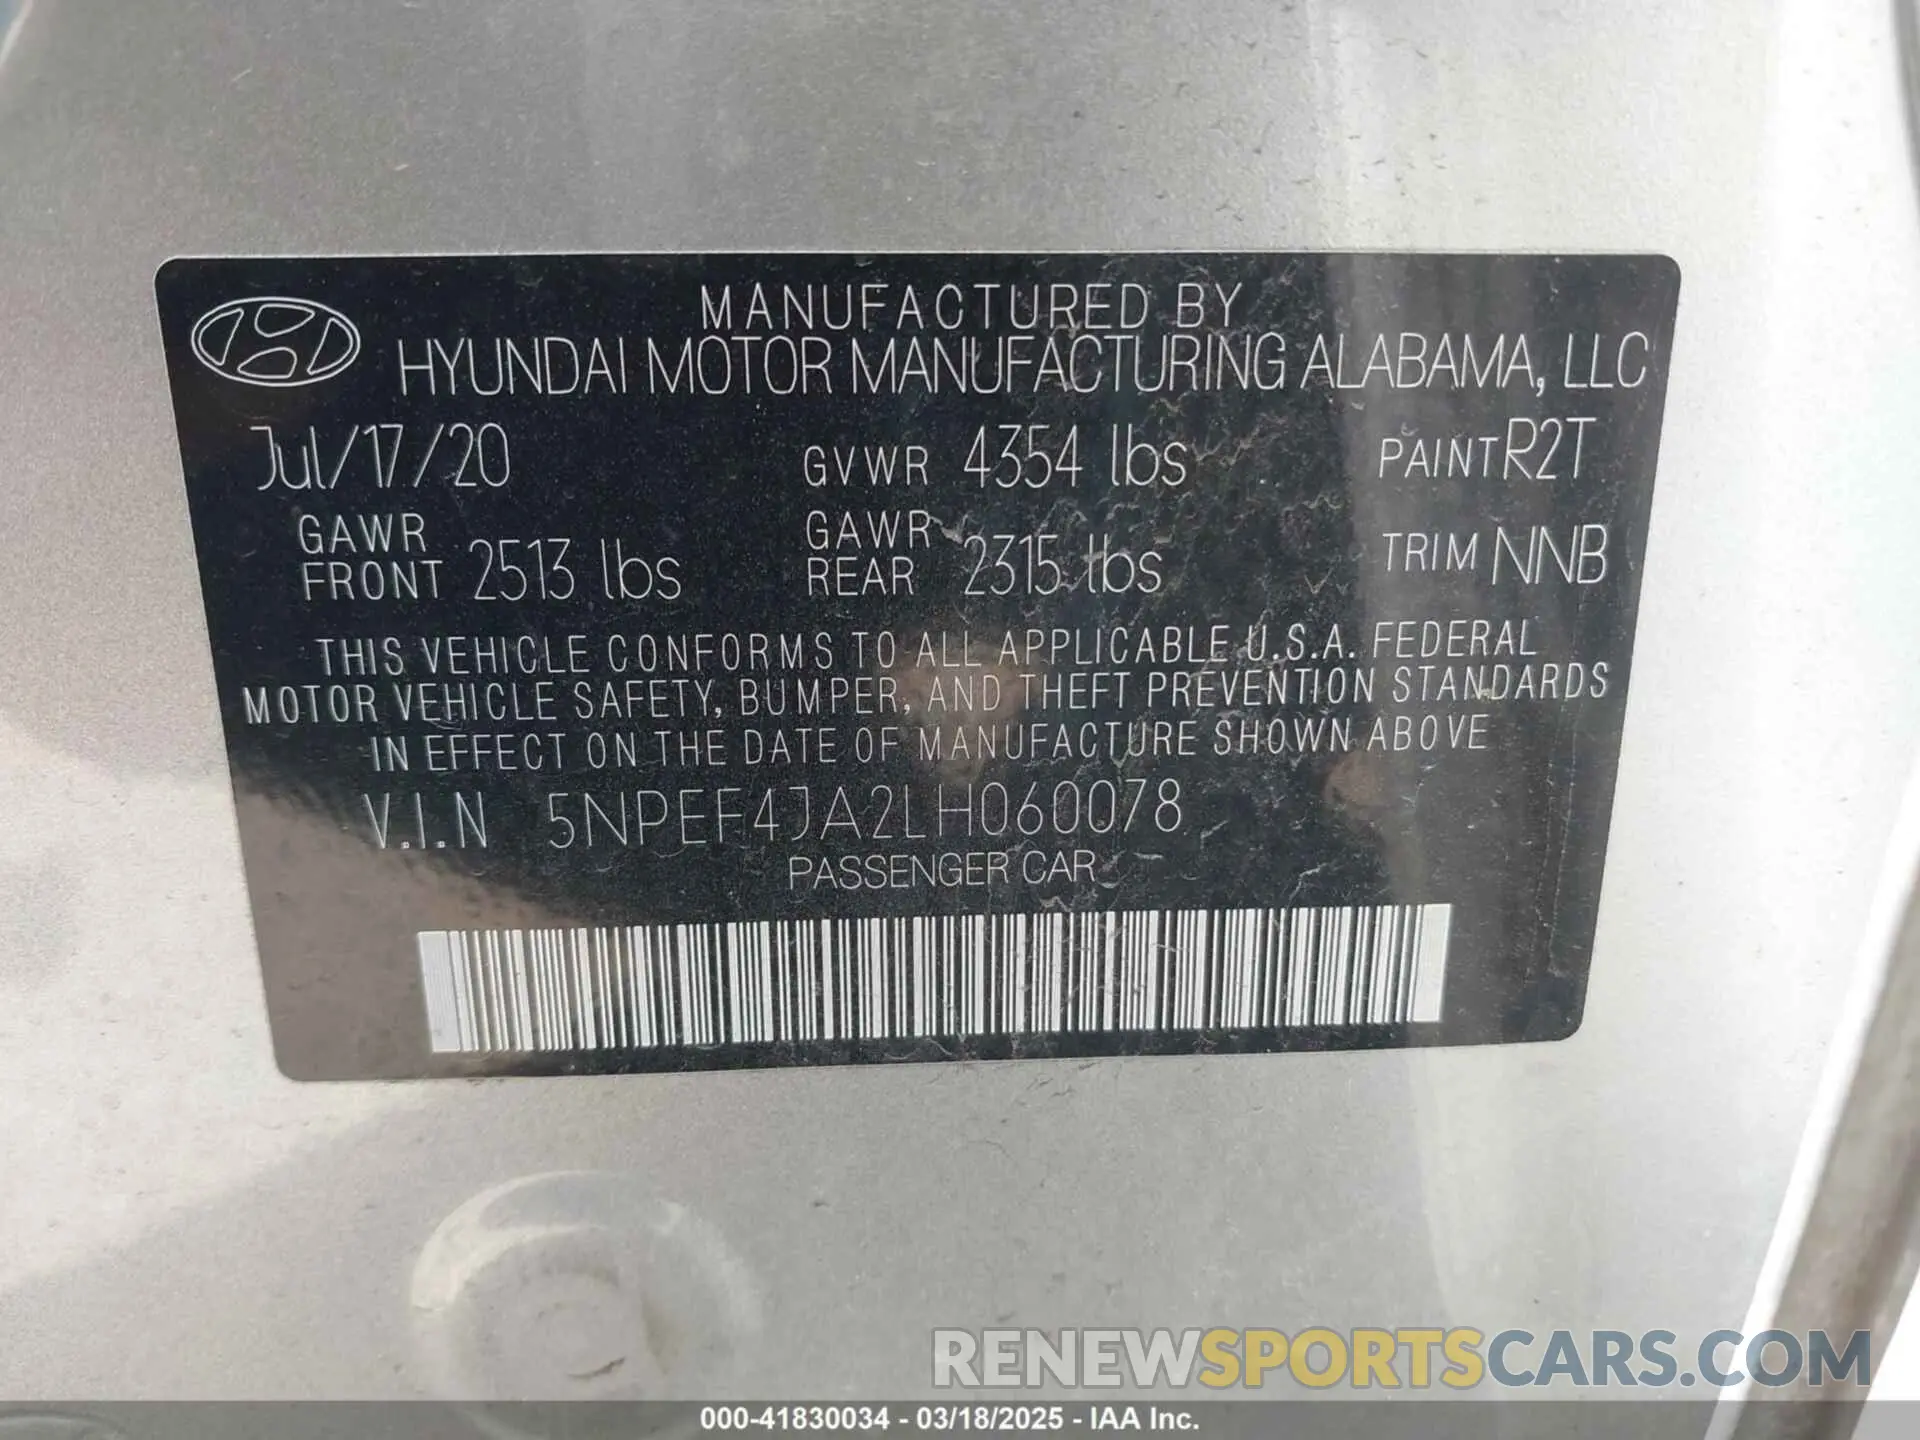 MANUFACTURED BY
HYUNDAI MOTOR MANUFACTURING ALABAMA, LLC
Jul/17/20 GVWR 4354 lbs PAINT R2T
GAWR FRONT 2513 lbs GAWR REAR 2315 lbs TRIM NNB
THIS VEHICLE CONFORMS TO ALL APPLICABLE U.S.A. FEDERAL
MOTOR VEHICLE SAFETY, BUMPER, AND THEFT PREVENTION STANDARDS
IN EFFECT ON THE DATE OF MANUFACTURE SHOWN ABOVE
V.I.N 5NPEF4JA2LH060078
PASSENGER CAR
RENEWSPORTSCARS.COM
000-41830034 - 03/18/2025 - IAA Inc.